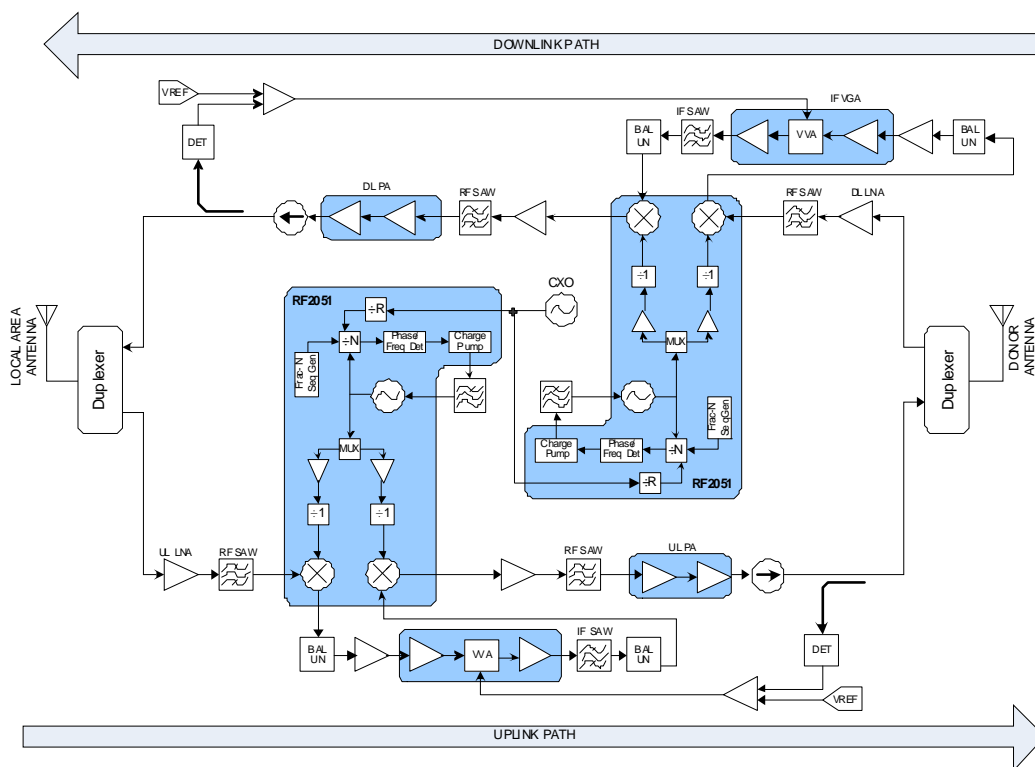 DOWNLINK PATH
VREF
DET
IF VGA
IF SAW
BAL
UN
VVA
BAL
UN
DL PA
RF SAW
RF SAW
DL LNA
÷1
÷1
MUX
CXO
RF2051
÷R
÷N
Phase/
Freq Det
Charge
Pump
Frac-N
Seq Gen
MUX
÷1
÷1
LOCAL AREA
ANTENNA
Duplexer
Duplexer
DONOR
ANTENNA
Charge
Pump
Phase/
Freq Det
÷N
Frac-N
Seq Gen
÷R
RF2051
UL LNA
RF SAW
RF SAW
UL PA
BAL
UN
VVA
IF SAW
BAL
UN
DET
VREF
UPLINK PATH